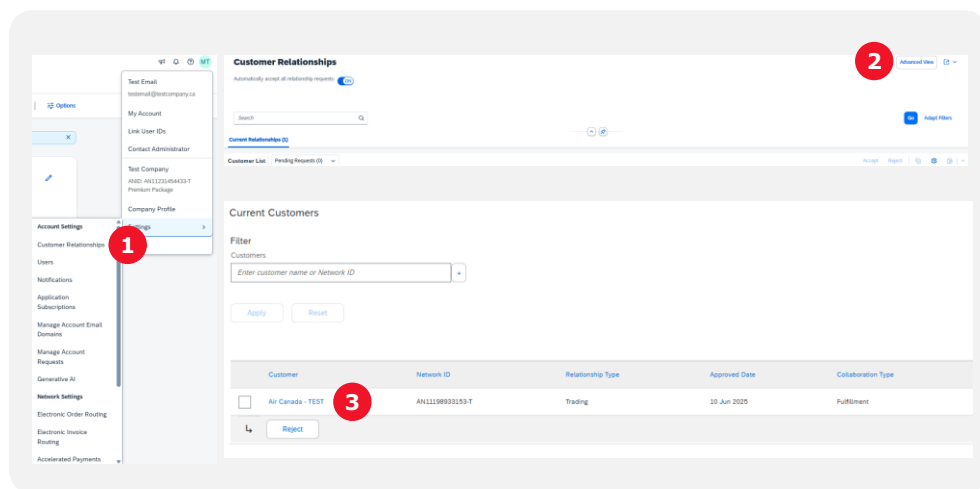 MT
Options
Test Email
testemail@testcompany.ca
My Account
Link User IDs
Contact Administrator
Test Company
ANID: AN11231454433-T
Premium Package
Company Profile
Settings
Account Settings
Customer Relationships
1
Users
Notifications
Application
Subscriptions
Manage Account Email
Domains
Manage Account
Requests
Generative AI
Network Settings
Electronic Order Routing
Electronic Invoice
Routing
Accelerated Payments
Customer Relationships
2
Advanced View
Automatically accept all relationship requests:
ON
Search
Go
Adapt Filters
Current Relationships (1)
Customer List
Pending Requests (0)
Accept
Reject
Current Customers
Filter
Customers
Enter customer name or Network ID
Apply
Reset
Customer
Network ID
Relationship Type
Approved Date
Collaboration Type
Air Canada - TEST
3
AN11198933153-T
Trading
10 Jun 2025
Fulfillment
Reject